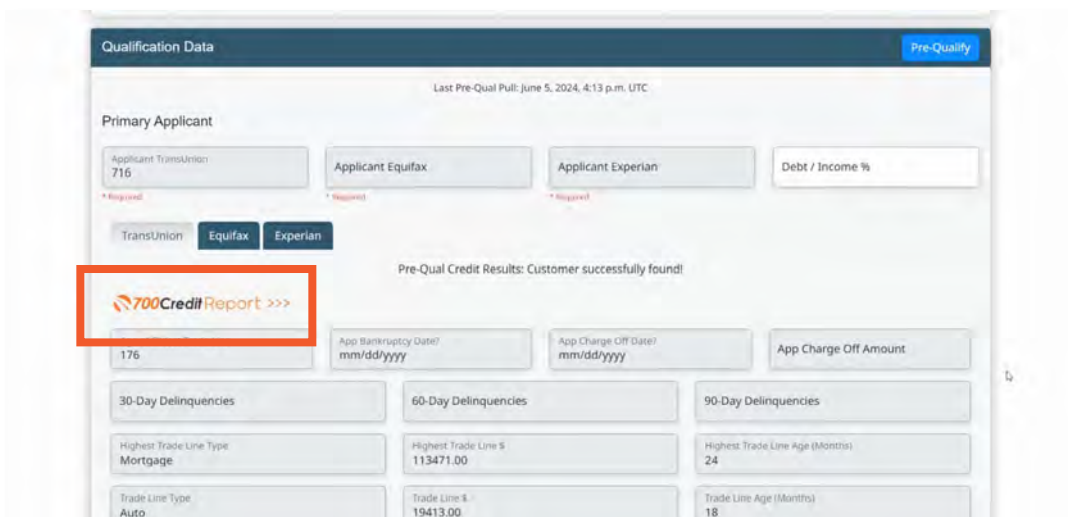 Qualification Data
Pre-Qualify
Last Pre-Qual Pull: June 5, 2024, 4:13 p.m. UTC
Primary Applicant
Applicant TransUnion
716
Applicant Equifax
Applicant Experian
Debt / Income %
* Required
* Required
* Required
TransUnion
Equifax
Experian
Pre-Qual Credit Results: Customer successfully found!
700CreditReport >>>
176
App Bankruptcy Date?
mm/dd/yyyy
App Charge Off Date?
mm/dd/yyyy
App Charge Off Amount
30-Day Delinquencies
60-Day Delinquencies
90-Day Delinquencies
Highest Trade Line Type
Mortgage
Highest Trade Line $
113471.00
Highest Trade Line Age (Months)
24
Trade Line Type
Auto
Trade Line $
19413.00
Trade Line Age (Months)
18